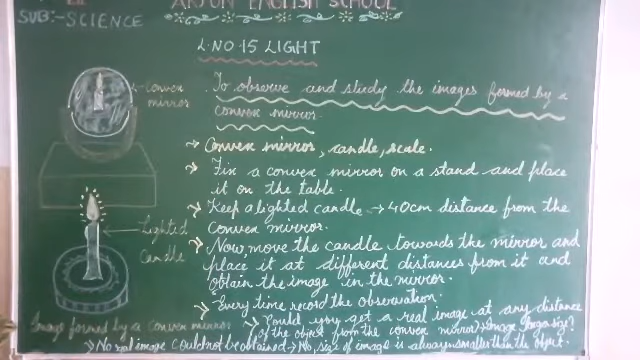 ARJUN ENGLISH SCHOOL
SUB:-SCIENCE
L.NO 15 LIGHT
Convex
mirror
To observe and study the images formed by a
convex mirror.
→ Convex mirror, candle, scale.
→ Fix a convex mirror on a stand and place
it on the table.
→ Keep a lighted candle → 40cm distance from the
convex mirror.
Lighted
Candle
→ Now, move the candle towards the mirror and
place it at different distances from it and
obtain the image in the mirror.
→ Every time record the observation.
Image formed by a convex mirror
→ Could you get a real image at any distance
of the object from the convex mirror? → Image size?
→ No real image could not be obtained → No, size of image is always smaller than the object.